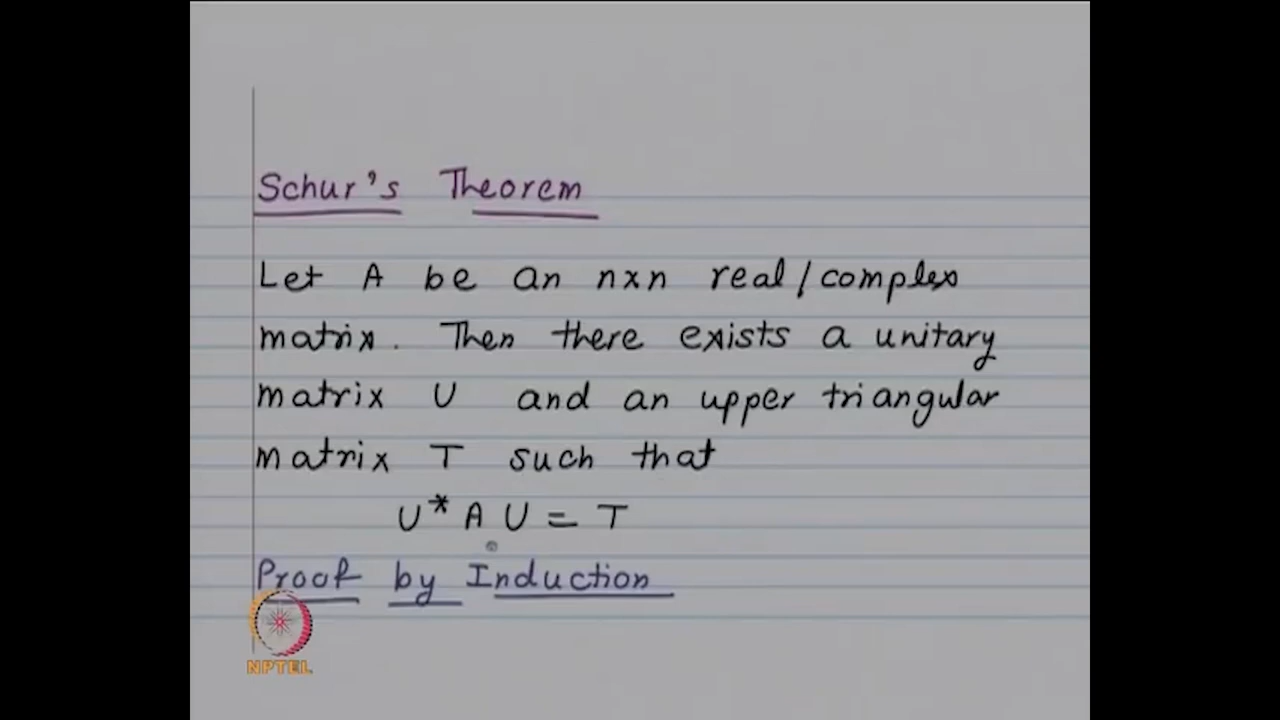 Schur's Theorem
Let A be an nxn real/complex
matrix. Then there exists a unitary
matrix U and an upper triangular
matrix T such that
U* A U = T
Proof by Induction
NPTEL